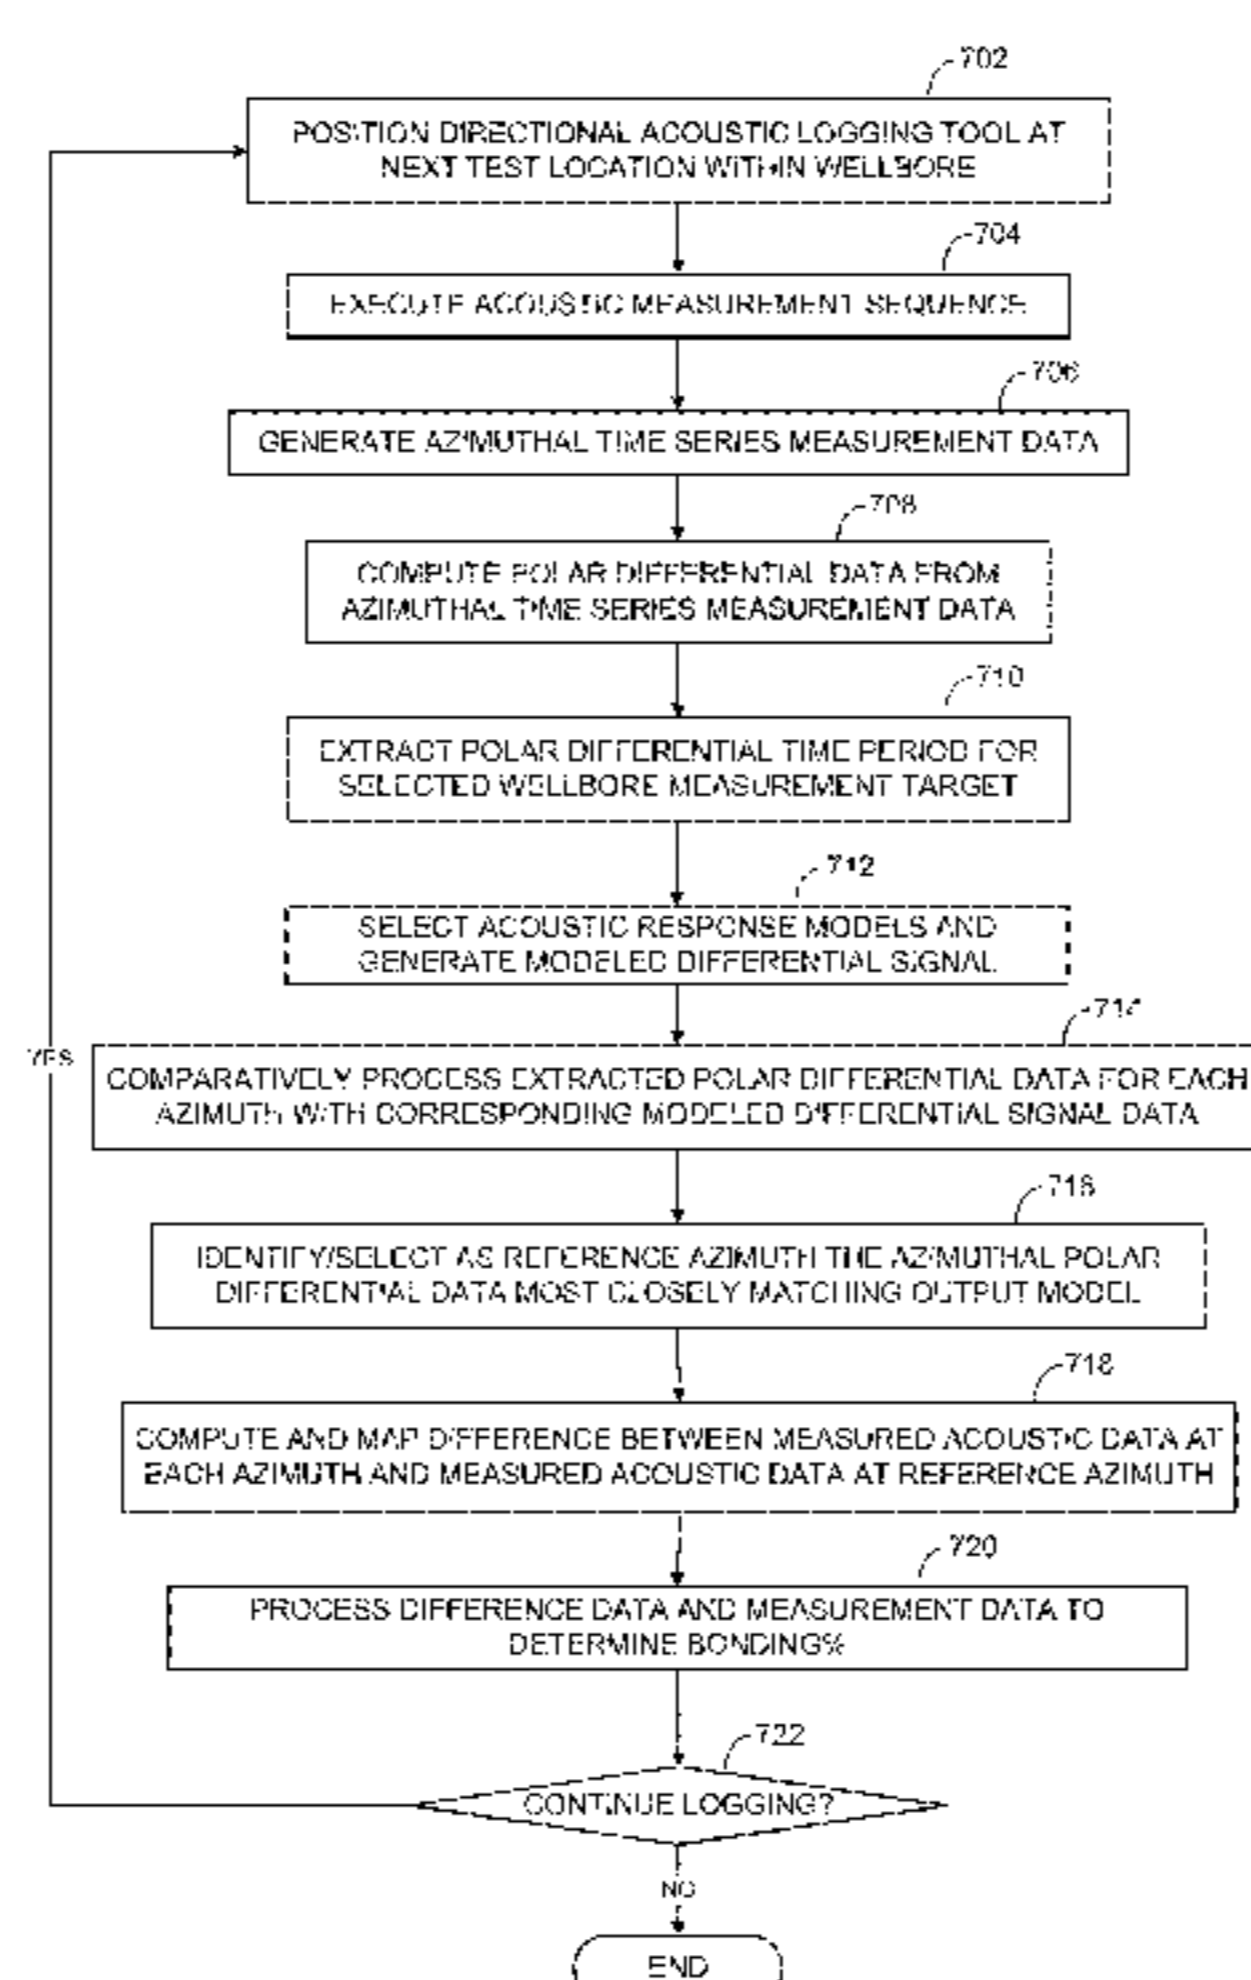 702
POSITION DIRECTIONAL ACOUSTIC LOGGING TOOL AT
NEXT TEST LOCATION WITHIN WELLBORE
704
EXECUTE ACOUSTIC MEASUREMENT SEQUENCE
706
GENERATE AZIMUTHAL TIME SERIES MEASUREMENT DATA
708
COMPUTE POLAR DIFFERENTIAL DATA FROM
AZIMUTHAL TIME SERIES MEASUREMENT DATA
710
EXTRACT POLAR DIFFERENTIAL TIME PERIOD FOR
SELECTED WELLBORE MEASUREMENT TARGET
712
SELECT ACOUSTIC RESPONSE MODELS AND
GENERATE MODELED DIFFERENTIAL SIGNAL
714
YES
COMPARATIVELY PROCESS EXTRACTED POLAR DIFFERENTIAL DATA FOR EACH
AZIMUTH WITH CORRESPONDING MODELED DIFFERENTIAL SIGNAL DATA
716
IDENTIFY/SELECT AS REFERENCE AZIMUTH THE AZIMUTHAL POLAR
DIFFERENTIAL DATA MOST CLOSELY MATCHING OUTPUT MODEL
718
COMPUTE AND MAP DIFFERENCE BETWEEN MEASURED ACOUSTIC DATA AT
EACH AZIMUTH AND MEASURED ACOUSTIC DATA AT REFERENCE AZIMUTH
720
PROCESS DIFFERENCE DATA AND MEASUREMENT DATA TO
DETERMINE BONDING%
722
CONTINUE LOGGING?
NO
END